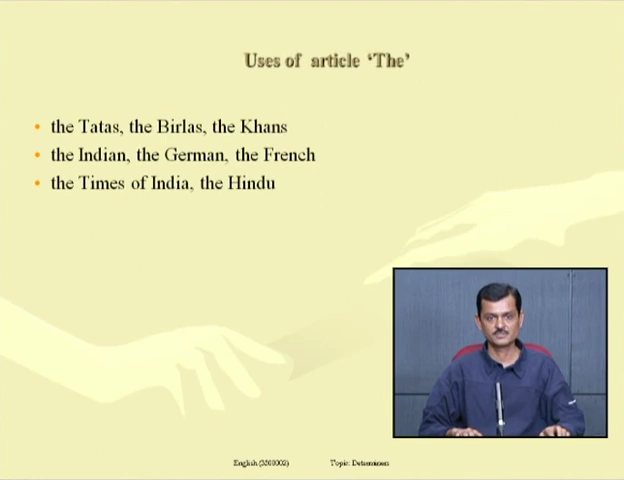 Uses of article ‘The’
• the Tatas, the Birlas, the Khans
• the Indian, the German, the French
• the Times of India, the Hindu
English (3300002) Topic: Determiners